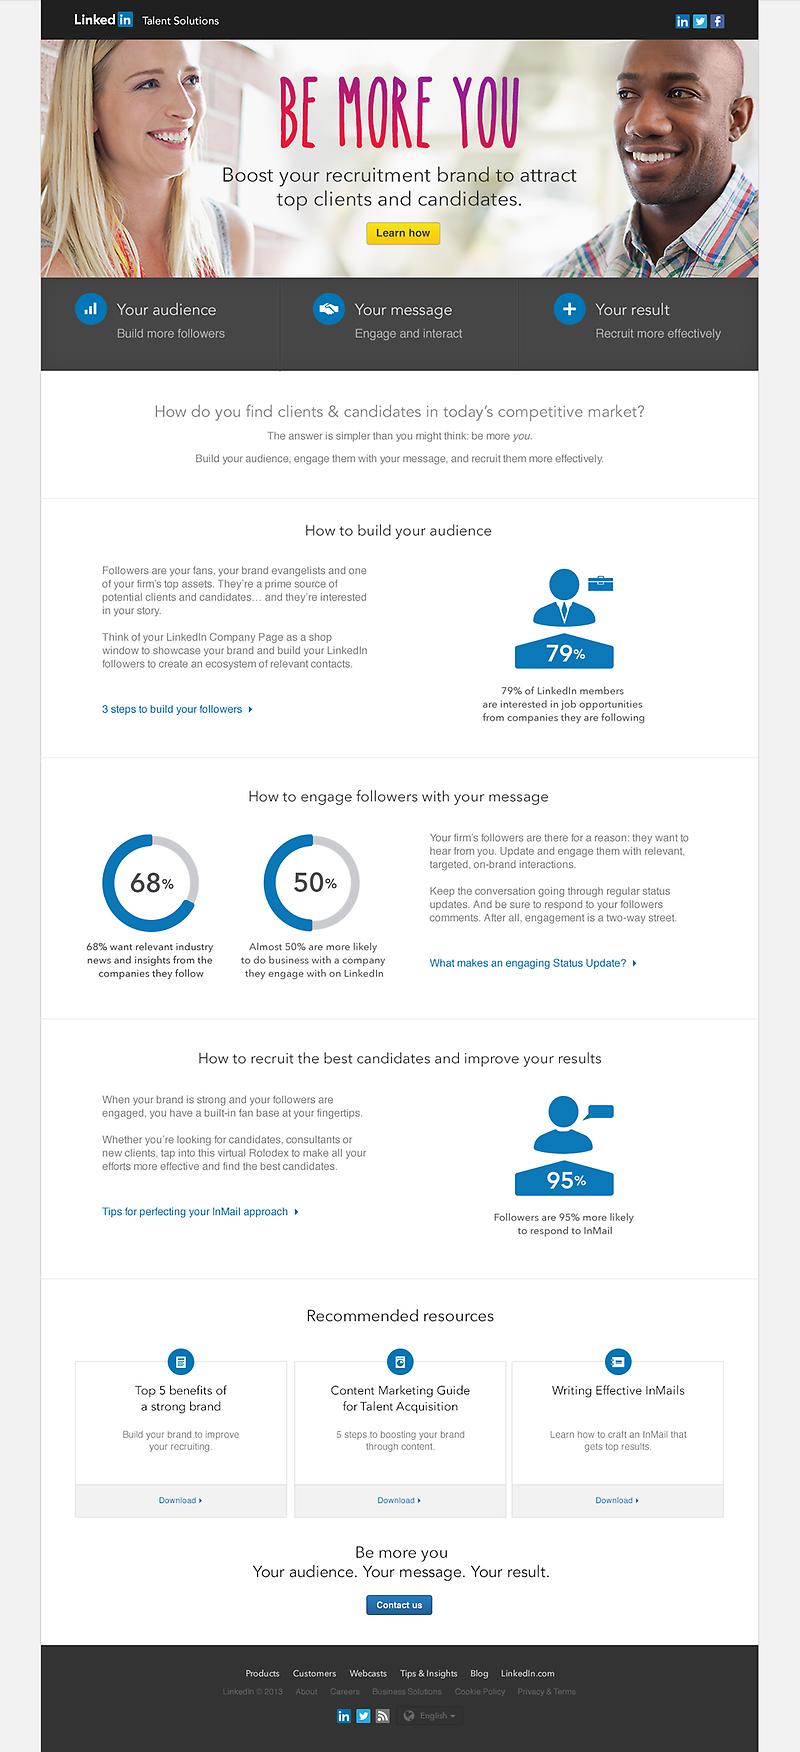 Linked in Talent Solutions
BE MORE YOU
Boost your recruitment brand to attract
top clients and candidates.
Learn how
Your audience
Build more followers
Your message
Engage and interact
Your result
Recruit more effectively
How do you find clients & candidates in today's competitive market?
The answer is simpler than you might think: be more you.
Build your audience, engage them with your message, and recruit them more effectively.
How to build your audience
Followers are your fans, your brand evangelists and one
of your firm's top assets. They're a prime source of
potential clients and candidates... and they're interested
in your story.
Think of your LinkedIn Company Page as a shop
window to showcase your brand and build your LinkedIn
followers to create an ecosystem of relevant contacts.
3 steps to build your followers
79%
79% of LinkedIn members
are interested in job opportunities
from companies they are following
How to engage followers with your message
68%
68% want relevant industry
news and insights from the
companies they follow
50%
Almost 50% are more likely
to do business with a company
they engage with on LinkedIn
Your firm's followers are there for a reason: they want to
hear from you. Update and engage them with relevant,
targeted, on-brand interactions.
Keep the conversation going through regular status
updates. And be sure to respond to your followers
comments. After all, engagement is a two-way street.
What makes an engaging Status Update?
How to recruit the best candidates and improve your results
When your brand is strong and your followers are
engaged, you have a built-in fan base at your fingertips.
Whether you're looking for candidates, consultants or
new clients, tap into this virtual Rolodex to make all your
efforts more effective and find the best candidates.
Tips for perfecting your InMail approach
95%
Followers are 95% more likely
to respond to InMail
Recommended resources
Top 5 benefits of
a strong brand
Build your brand to improve
your recruiting.
Download
Content Marketing Guide
for Talent Acquisition
5 steps to boosting your brand
through content.
Download
Writing Effective InMails
Learn how to craft an InMail that
gets top results.
Download
Be more you
Your audience. Your message. Your result.
Contact us
Products Customers Webcasts Tips & Insights Blog LinkedIn.com
LinkedIn © 2013 About Careers Business Solutions Cookie Policy Privacy & Terms
English